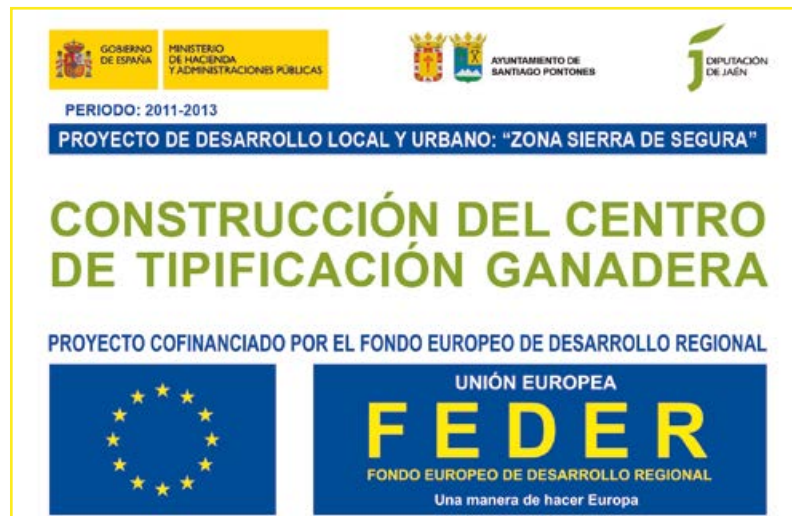 GOBIERNO
DE ESPAÑA
MINISTERIO
DE HACIENDA
Y ADMINISTRACIONES PÚBLICAS
AYUNTAMIENTO DE
SANTIAGO PONTONES
DIPUTACIÓN
DE JAÉN
PERIODO: 2011-2013
PROYECTO DE DESARROLLO LOCAL Y URBANO: “ZONA SIERRA DE SEGURA”
CONSTRUCCIÓN DEL CENTRO
DE TIPIFICACIÓN GANADERA
PROYECTO COFINANCIADO POR EL FONDO EUROPEO DE DESARROLLO REGIONAL
UNIÓN EUROPEA
FEDER
FONDO EUROPEO DE DESARROLLO REGIONAL
Una manera de hacer Europa